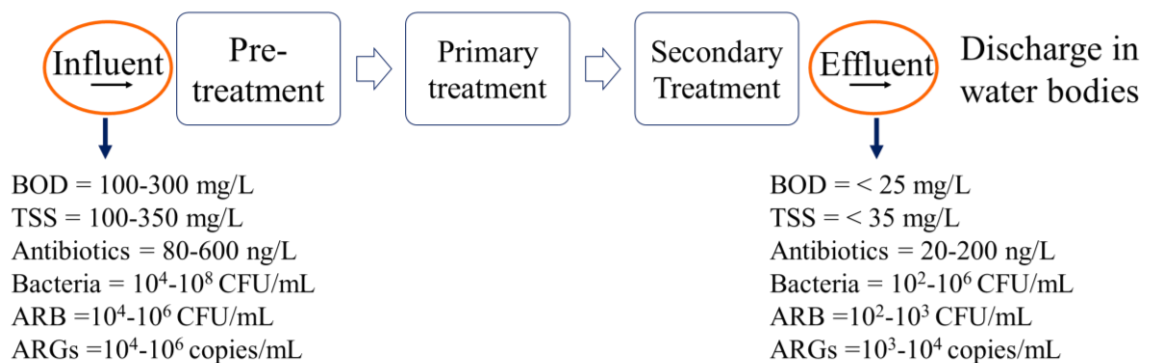 Influent
Pre-
treatment
Primary
treatment
Secondary
Treatment
Effluent
Discharge in
water bodies
BOD = 100-300 mg/L
TSS = 100-350 mg/L
Antibiotics = 80-600 ng/L
Bacteria = 10⁴-10⁸ CFU/mL
ARB =10⁴-10⁶ CFU/mL
ARGs =10⁴-10⁶ copies/mL
BOD = < 25 mg/L
TSS = < 35 mg/L
Antibiotics = 20-200 ng/L
Bacteria = 10²-10⁶ CFU/mL
ARB =10²-10³ CFU/mL
ARGs =10³-10⁴ copies/mL